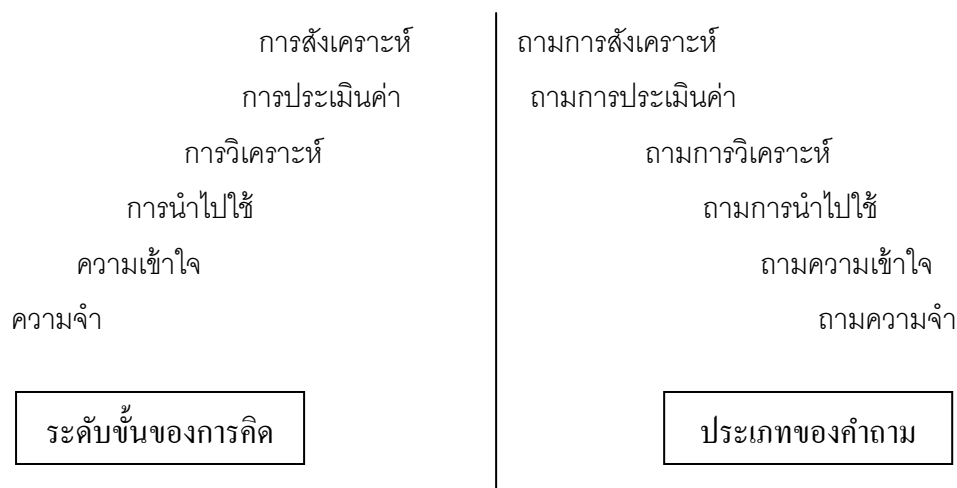 การสังเคราะห์
การประเมินค่า
การวิเคราะห์
การนำไปใช้
ความเข้าใจ
ความจำ
ระดับขั้นของการคิด
ถามการสังเคราะห์
ถามการประเมินค่า
ถามการวิเคราะห์
ถามการนำไปใช้
ถามความเข้าใจ
ถามความจำ
ประเภทของคำถาม